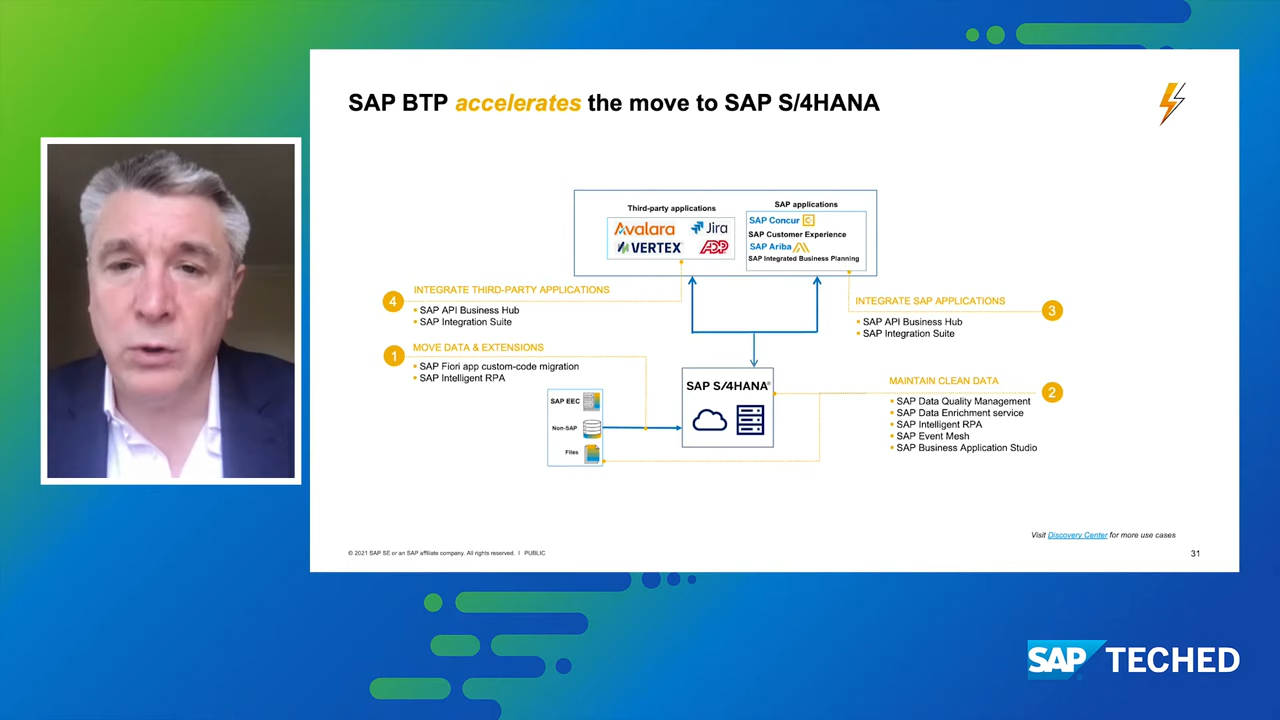 SAP BTP accelerates the move to SAP S/4HANA
Third-party applications
Avalara
Jira
VERTEX
ADP
SAP applications
SAP Concur C
SAP Customer Experience
SAP Ariba
SAP Integrated Business Planning
4
INTEGRATE THIRD-PARTY APPLICATIONS
▪ SAP API Business Hub
▪ SAP Integration Suite
INTEGRATE SAP APPLICATIONS
3
▪ SAP API Business Hub
▪ SAP Integration Suite
1
MOVE DATA & EXTENSIONS
▪ SAP Fiori app custom-code migration
▪ SAP Intelligent RPA
SAP EEC
Non-SAP
Files
SAP S/4HANA®
MAINTAIN CLEAN DATA
2
▪ SAP Data Quality Management
▪ SAP Data Enrichment service
▪ SAP Intelligent RPA
▪ SAP Event Mesh
▪ SAP Business Application Studio
Visit Discovery Center for more use cases
© 2021 SAP SE or an SAP affiliate company. All rights reserved. I PUBLIC
31
SAP TECHED